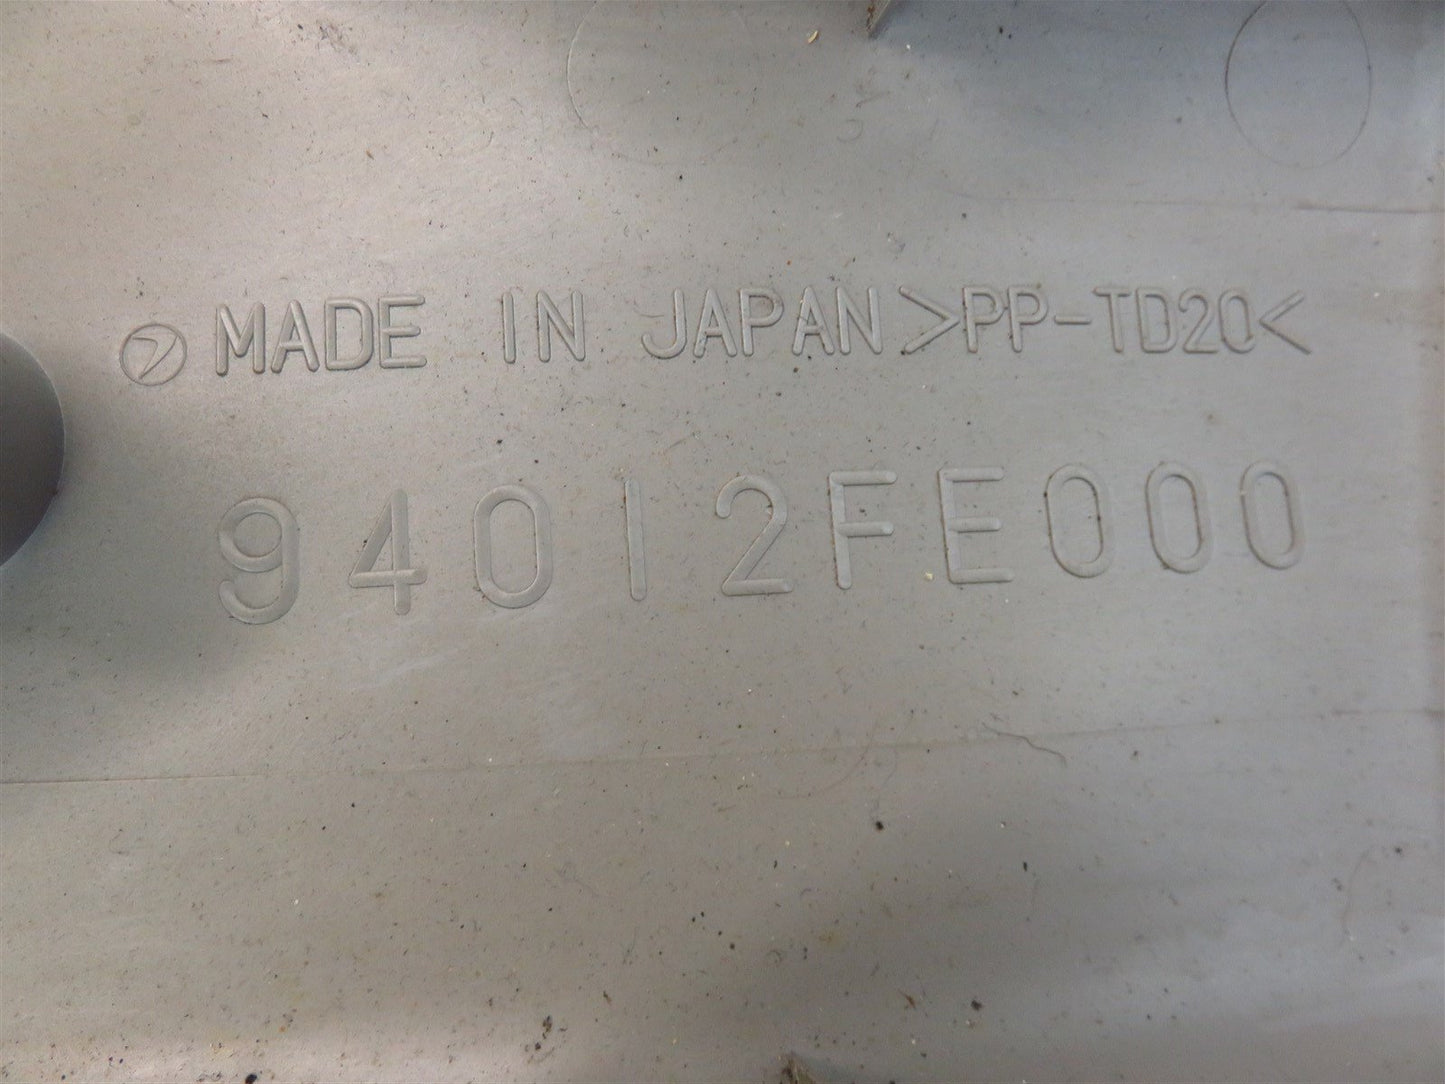 MADE IN JAPAN >PP-TD20<
94012FE000